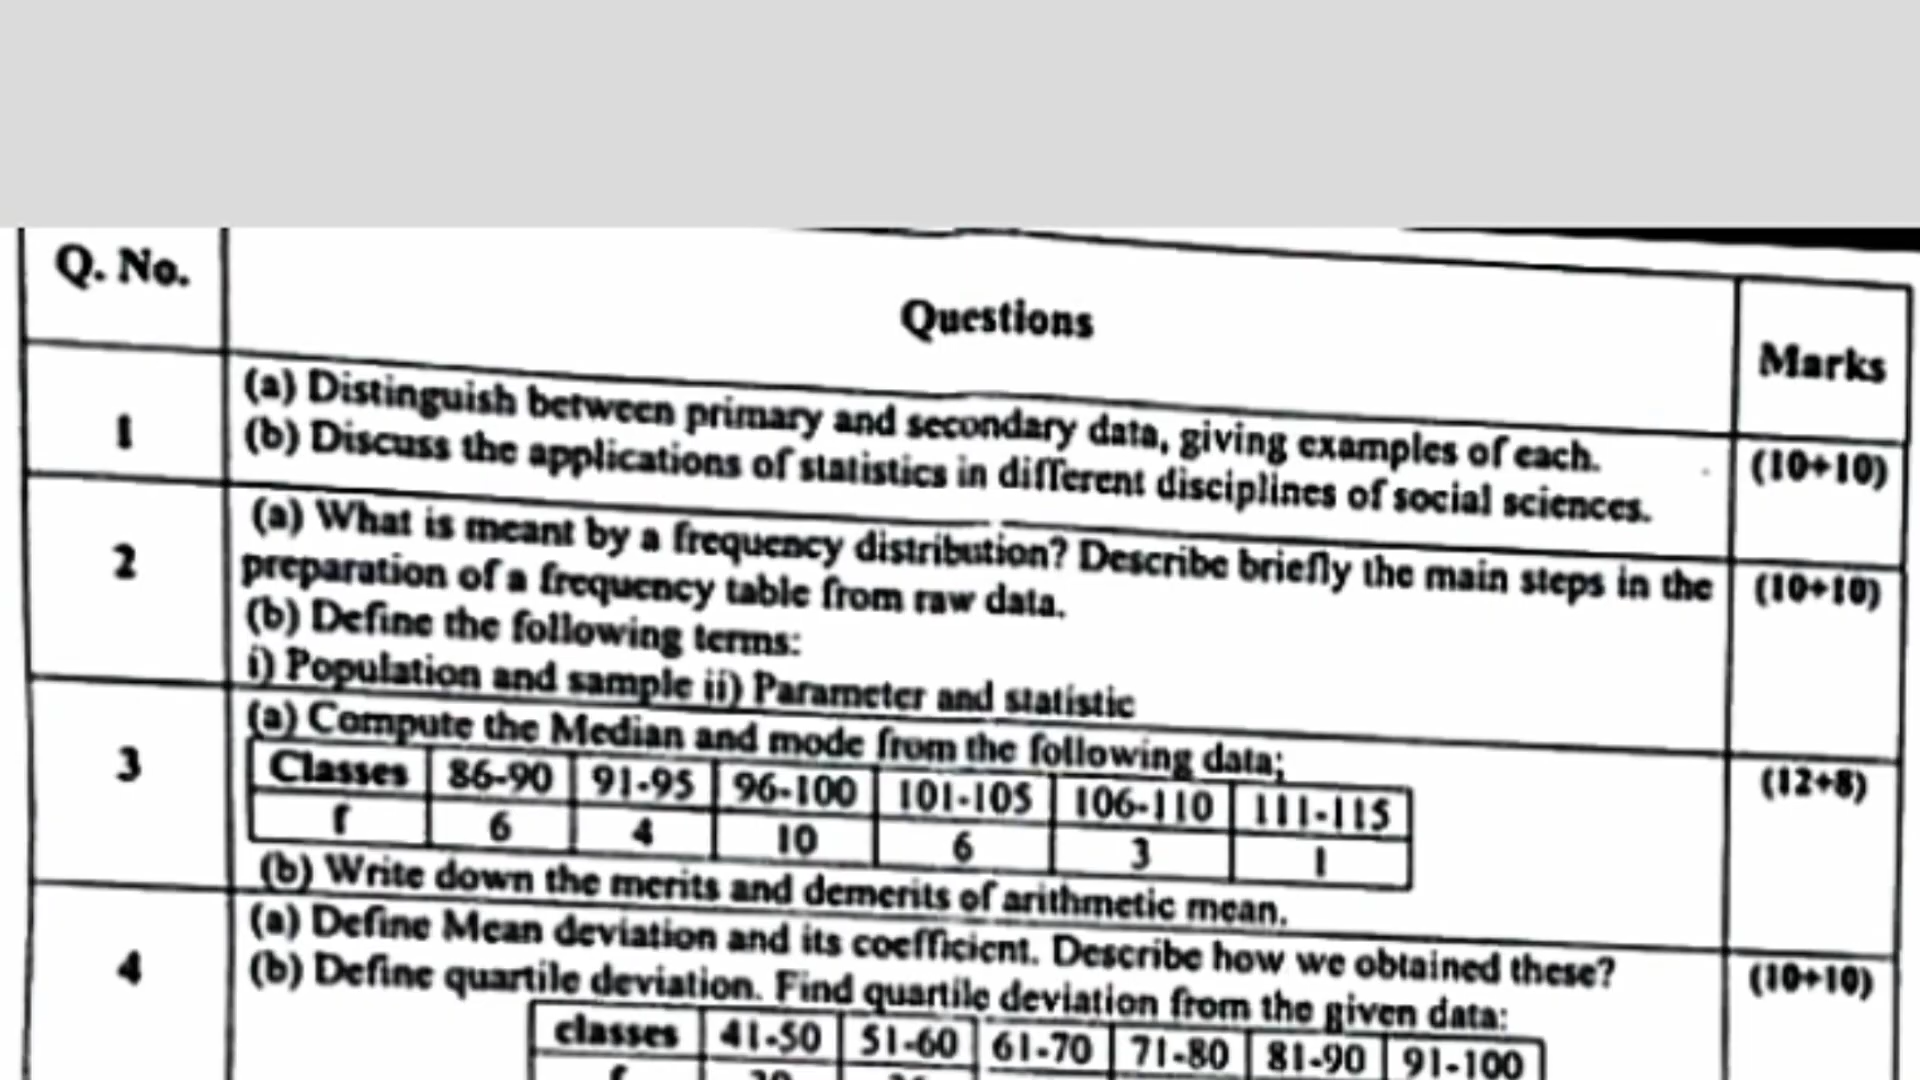 Q. No.
Questions
Marks
1
(a) Distinguish between primary and secondary data, giving examples of each.
(b) Discuss the applications of statistics in different disciplines of social sciences.
(10+10)
2
(a) What is meant by a frequency distribution? Describe briefly the main steps in the
preparation of a frequency table from raw data.
(b) Define the following terms:
i) Population and sample ii) Parameter and statistic
(10+10)
3
(a) Compute the Median and mode from the following data;
Classes 86-90 91-95 96-100 101-105 106-110 111-115
f 6 4 10 6 3 1
(b) Write down the merits and demerits of arithmetic mean.
(12+8)
4
(a) Define Mean deviation and its coefficient. Describe how we obtained these?
(b) Define quartile deviation. Find quartile deviation from the given data:
(10+10)
classes 41-50 51-60 61-70 71-80 81-90 91-100